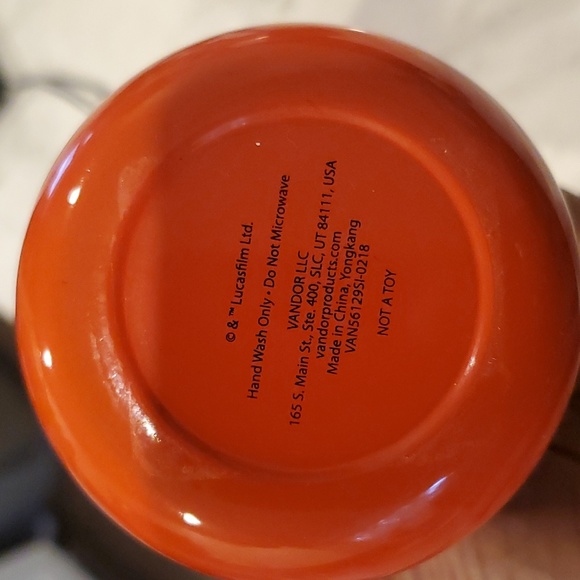 © & ™ Lucasfilm Ltd.
Hand Wash Only • Do Not Microwave
VANDOR LLC
165 S. Main St., Ste. 400, SLC, UT 84111, USA
vandorproducts.com
Made in China, Yongkang
VAN56129SI-0218
NOT A TOY